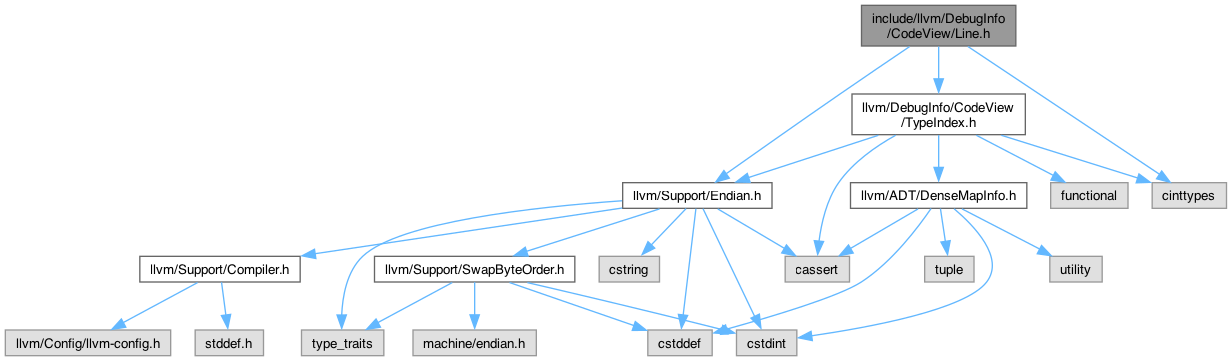 include/llvm/DebugInfo
/CodeView/Line.h
llvm/DebugInfo/CodeView
/TypeIndex.h
llvm/Support/Endian.h
llvm/ADT/DenseMapInfo.h
functional
cinttypes
llvm/Support/Compiler.h
llvm/Support/SwapByteOrder.h
cstring
cassert
tuple
utility
llvm/Config/llvm-config.h
stddef.h
type_traits
machine/endian.h
cstddef
cstdint